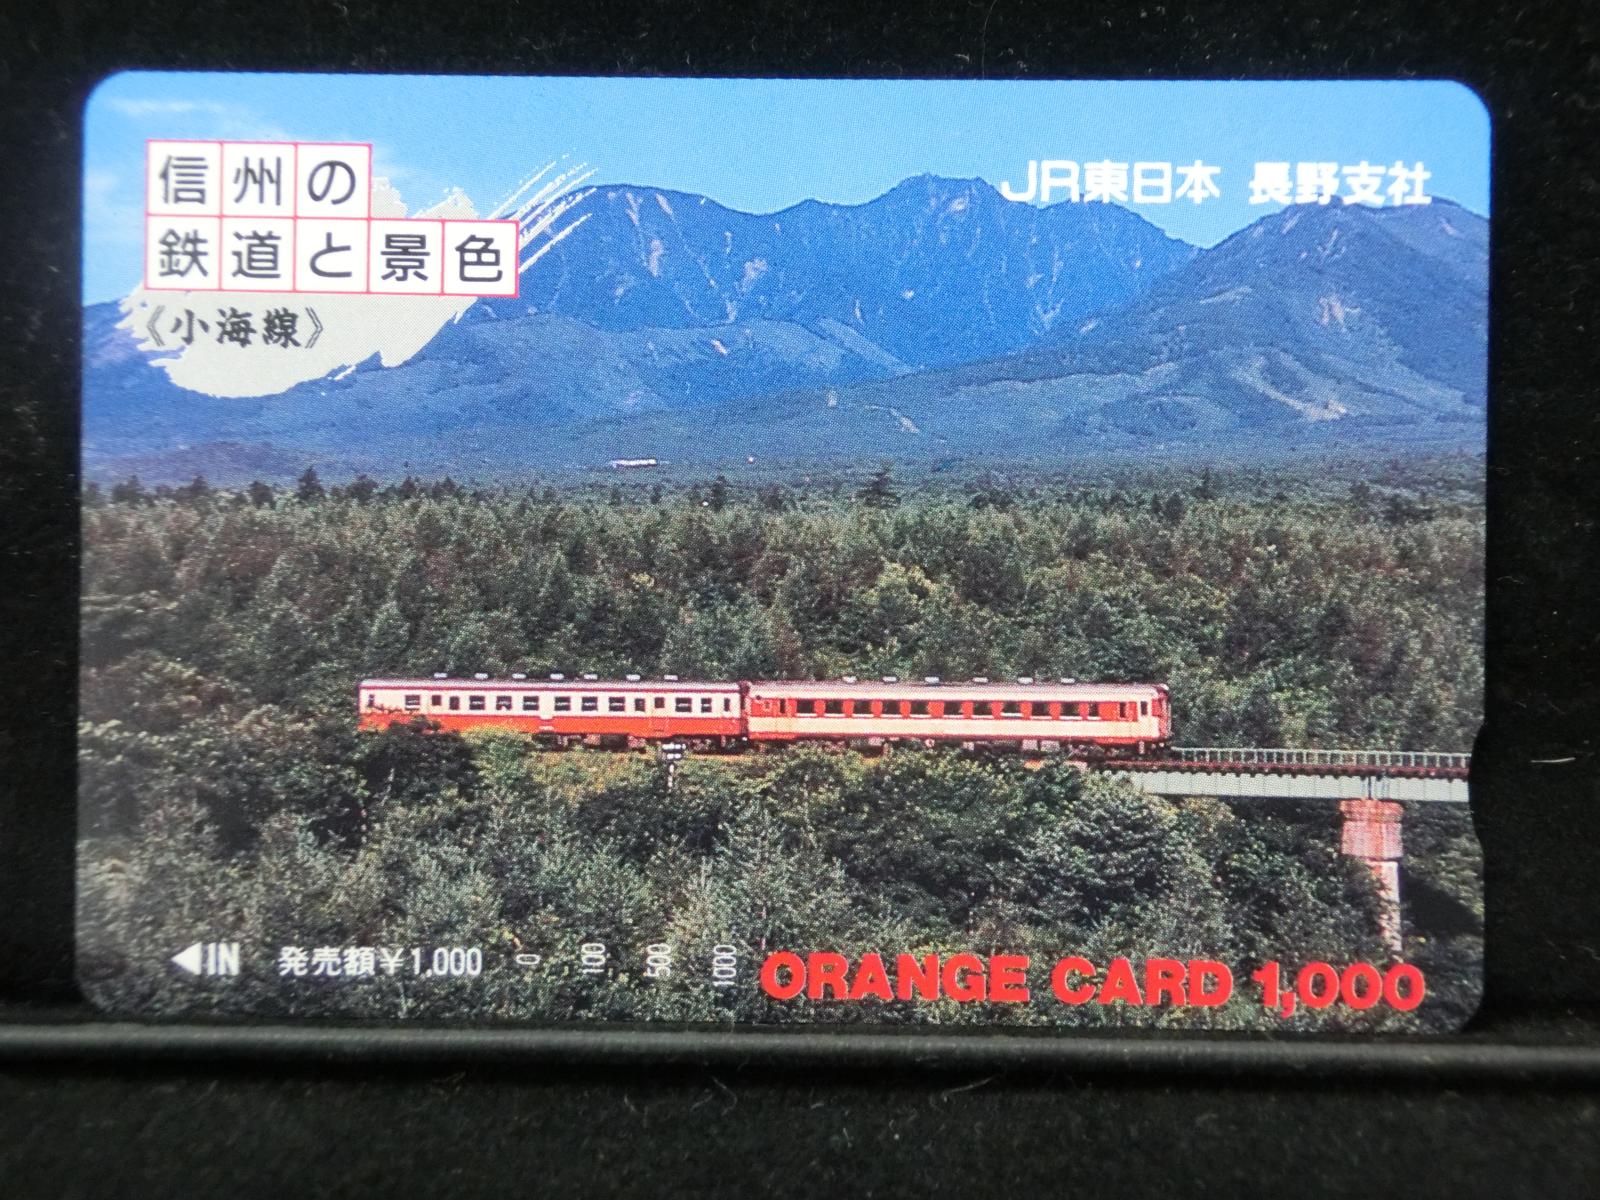 信州の
鉄道と景色
《小海線》
JR東日本 長野支社
◀IN 発売額¥1,000 0 100 500 1000
ORANGE CARD 1,000